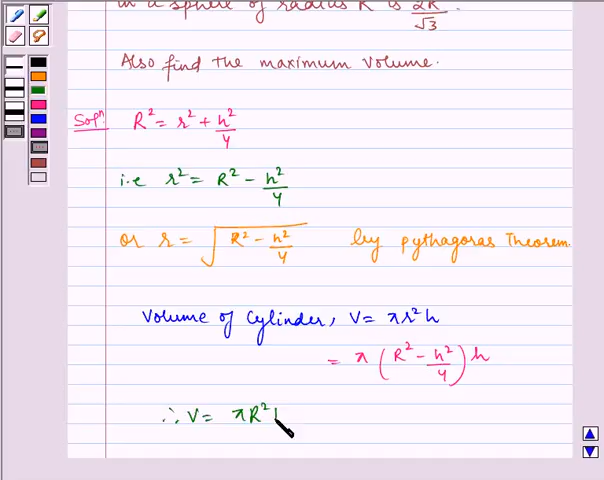 in a sphere of radius R is 2R/√3.
Also find the maximum volume.
Solⁿ: R² = r² + h²/4
i.e r² = R² - h²/4
or r = √(R² - h²/4) by pythagoras Theorem.
Volume of Cylinder, V = πr²h
= π (R² - h²/4) h
∴ V = πR²